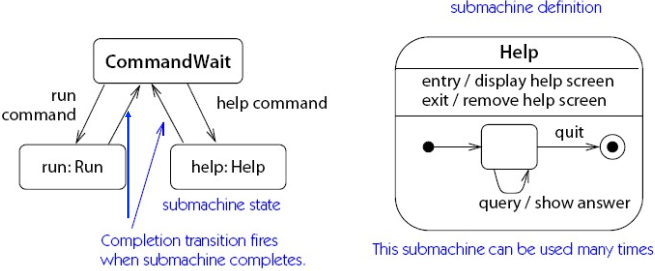 submachine definition
CommandWait
run
command
help command
run: Run
help: Help
submachine state
Completion transition fires
when submachine completes.
Help
entry / display help screen
exit / remove help screen
quit
query / show answer
This submachine can be used many times